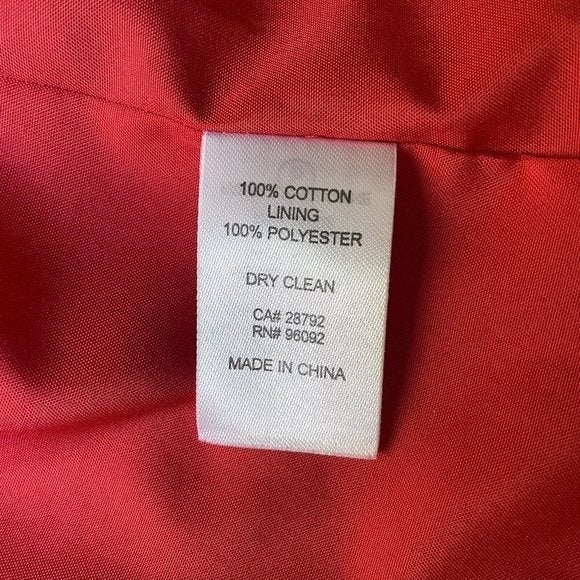 100% COTTON
LINING
100% POLYESTER
DRY CLEAN
CA# 28792
RN# 96092
MADE IN CHINA